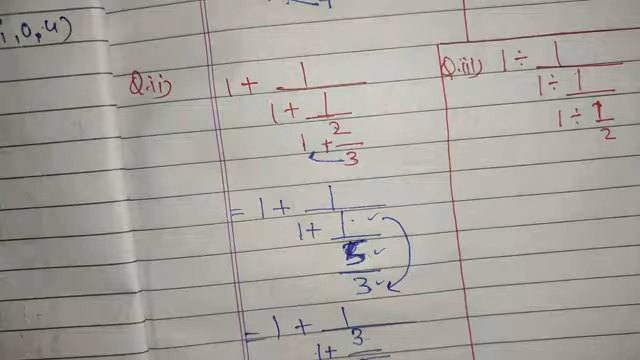 , 0, 4)
Q.ii)
1 + 1
1 + 1
1 + 2
3
= 1 + 1
1 + 1
5
3
= 1 + 1
1 + 3
Q.iii) 1 ÷ 1
1 ÷ 1
1 ÷ 1
2